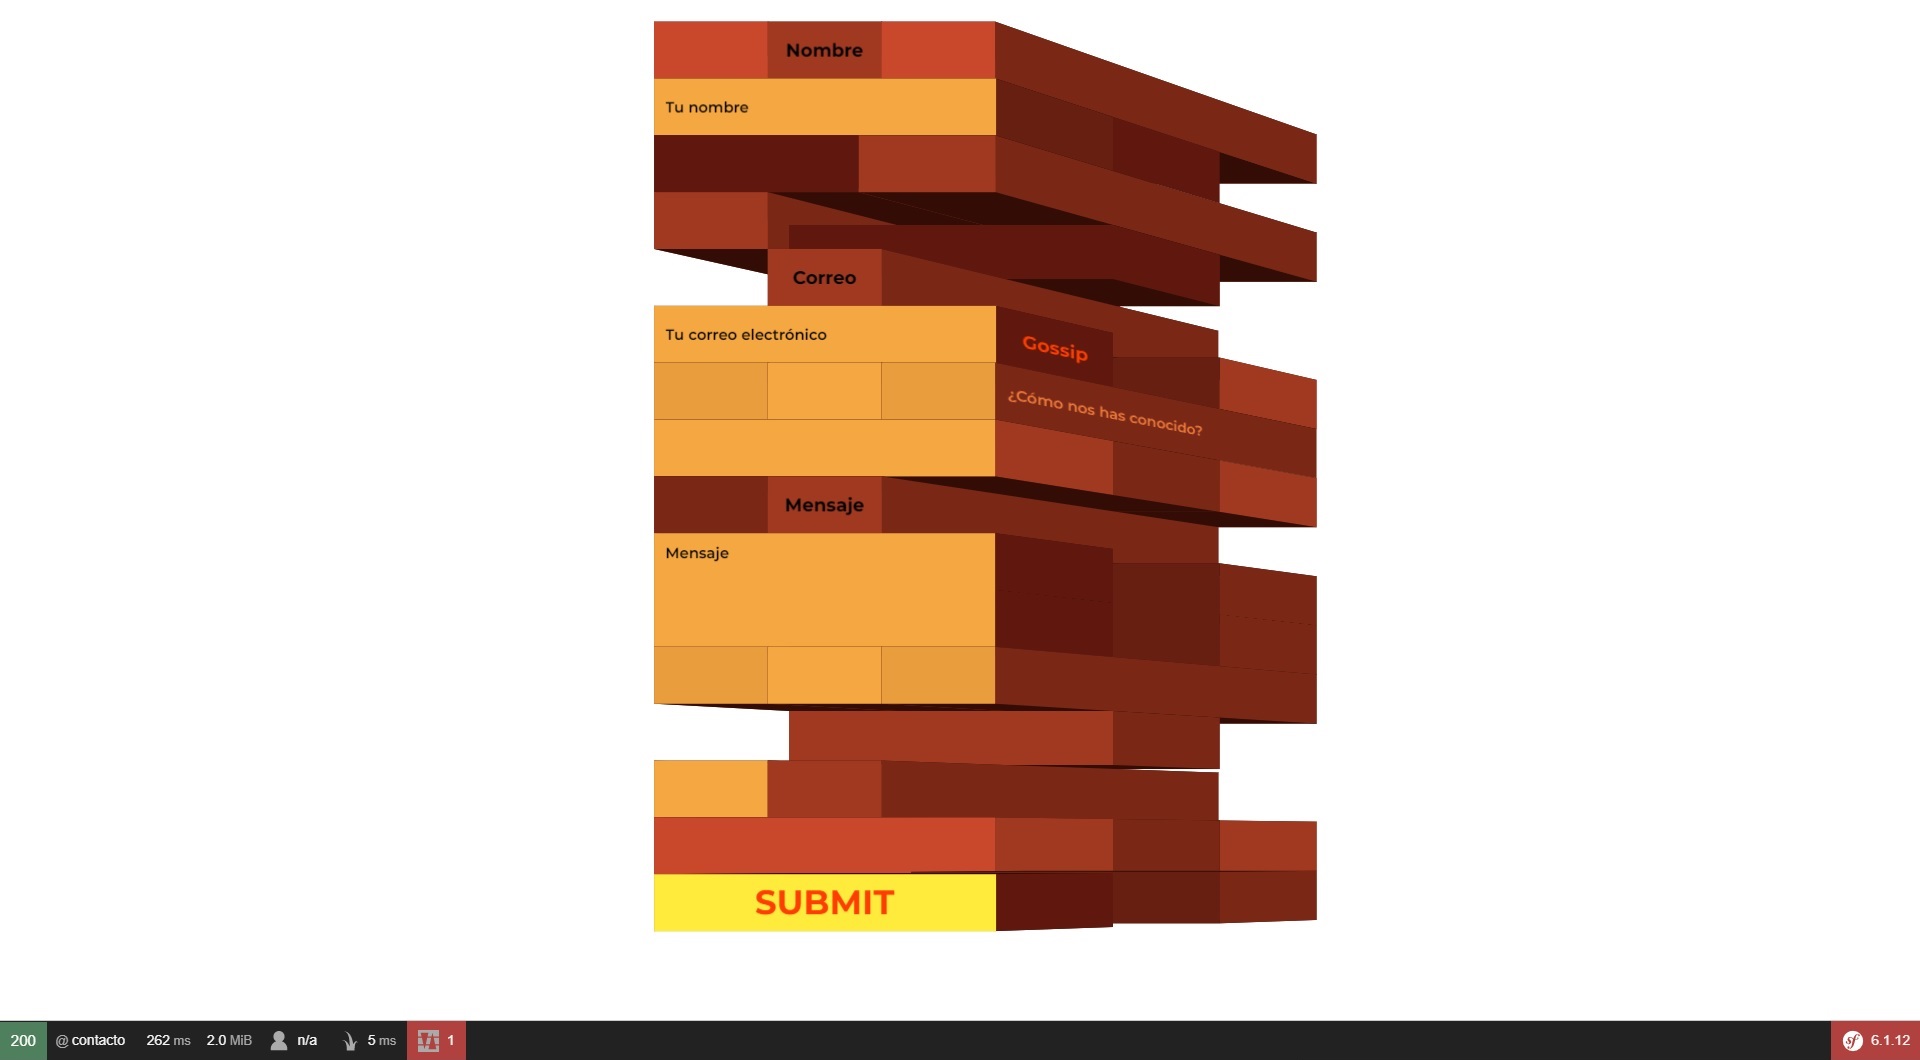 Nombre
Tu nombre
Correo
Tu correo electrónico
Gossip
¿Cómo nos has conocido?
Mensaje
Mensaje
SUBMIT
200 @ contacto 262 ms 2.0 MiB n/a 5 ms 1 sf 6.1.12